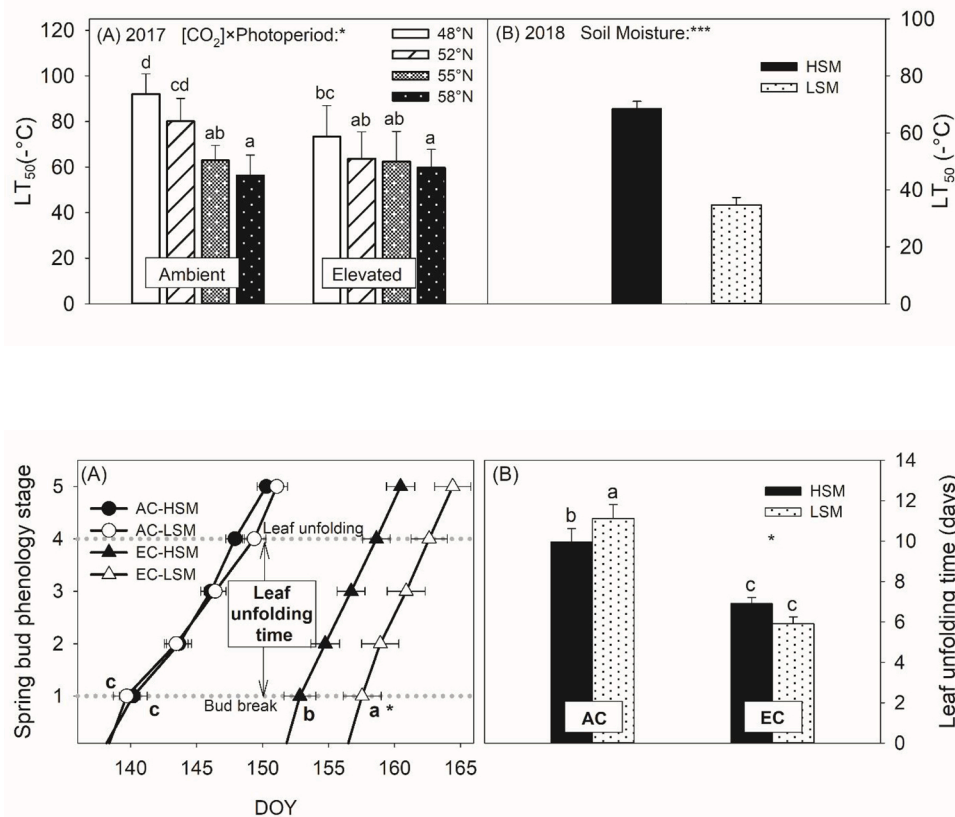 (A) 2017 [CO2]×Photoperiod:*
48°N
52°N
55°N
58°N
LT50(-°C)
120
100
80
60
40
20
0
d
cd
ab
a
bc
ab
ab
a
Ambient
Elevated
(B) 2018 Soil Moisture:***
HSM
LSM
100
80
60
40
20
0
LT50 (-°C)
(A)
AC-HSM
AC-LSM
EC-HSM
EC-LSM
Spring bud phenology stage
5
4
3
2
1
Leaf unfolding
Leaf
unfolding
time
Bud break
c
c
b
a *
140
145
150
155
160
165
DOY
(B)
HSM
LSM
*
b
a
c
c
AC
EC
14
12
10
8
6
4
2
0
Leaf unfolding time (days)